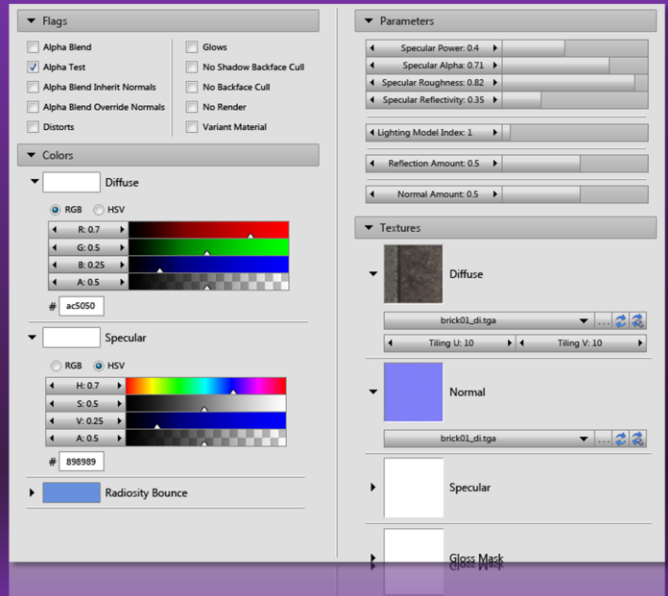 Flags
Alpha Blend
Glows
Alpha Test
No Shadow Backface Cull
Alpha Blend Inherit Normals
No Backface Cull
Alpha Blend Override Normals
No Render
Distorts
Variant Material
Colors
Diffuse
RGB HSV
R: 0.7
G: 0.5
B: 0.25
A: 0.5
# ac5050
Specular
RGB HSV
H: 0.7
S: 0.5
V: 0.25
A: 0.5
# 898989
Radiosity Bounce
Parameters
Specular Power: 0.4
Specular Alpha: 0.71
Specular Roughness: 0.82
Specular Reflectivity: 0.35
Lighting Model Index: 1
Reflection Amount: 0.5
Normal Amount: 0.5
Textures
Diffuse
brick01_di.tga ...
Tiling U: 10 Tiling V: 10
Normal
brick01_di.tga ...
Specular
Gloss Mask